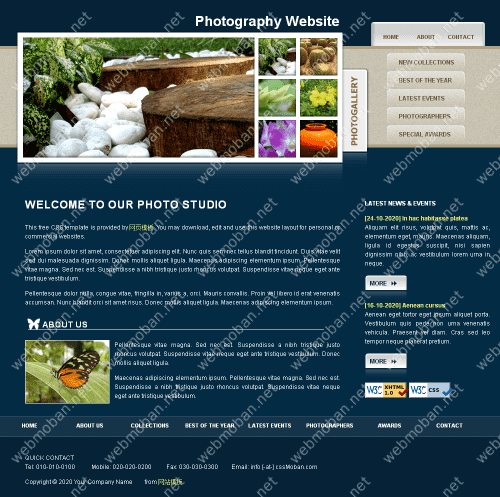 Photography Website
HOME ABOUT CONTACT
NEW COLLECTIONS
BEST OF THE YEAR
LATEST EVENTS
PHOTOGRAPHERS
SPECIAL AWARDS
PHOTOGALLERY
WELCOME TO OUR PHOTO STUDIO
This free CSS template is provided by 网页模板. You may download, edit and use this website layout for personal or
commercial websites.
Lorem ipsum dolor sit amet, consectetuer adipiscing elit. Nunc quis sem nec tellus blandit tincidunt. Duis vitae velit
sed dui malesuada dignissim. Donec mollis aliquet ligula. Maecenas adipiscing elementum ipsum. Pellentesque
vitae magna. Sed nec est. Suspendisse a nibh tristique justo rhoncus volutpat. Suspendisse vitae neque eget ante
tristique vestibulum.
Pellentesque dolor nulla, congue vitae, fringilla in, varius a, orci. Mauris convallis. Proin vel libero id erat venenatis
accumsan. Nunc blandit orci sit amet risus. Donec mollis aliquet ligula. Maecenas adipiscing elementum ipsum.
ABOUT US
Pellentesque vitae magna. Sed nec est. Suspendisse a nibh tristique justo
rhoncus volutpat. Suspendisse vitae neque eget ante tristique vestibulum. Donec
mollis aliquet ligula.
Maecenas adipiscing elementum ipsum. Pellentesque vitae magna. Sed nec est.
Suspendisse a nibh tristique justo rhoncus volutpat. Suspendisse vitae neque
eget ante tristique vestibulum.
LATEST NEWS & EVENTS
[24-10-2020] In hac habitasse platea
Aliquam elit risus, volutpat quis, mattis ac,
elementum eget, mauris. Maecenas aliquam,
ligula id egestas suscipit, nisi sapien
dignissim nibh, ac vestibulum lorem urna in
neque.
MORE
[16-10-2020] Aenean cursus
Aenean eget tortor eget ipsum aliquet porta.
Vestibulum quis pede non urna venenatis
vehicula. Praesent vel diam. Cras sed leo
tempor neque placerat pretium.
MORE
W3C XHTML 1.0
W3C css
HOME ABOUT US COLLECTIONS BEST OF THE YEAR LATEST EVENTS PHOTOGRAPHERS AWARDS CONTACT
QUICK CONTACT
Tel: 010-010-0100 Mobile: 020-020-0200 Fax: 030-030-0300 Email: info [-at-] cssMoban.com
Copyright © 2020 Your Company Name from 网站模板
webmoban.net